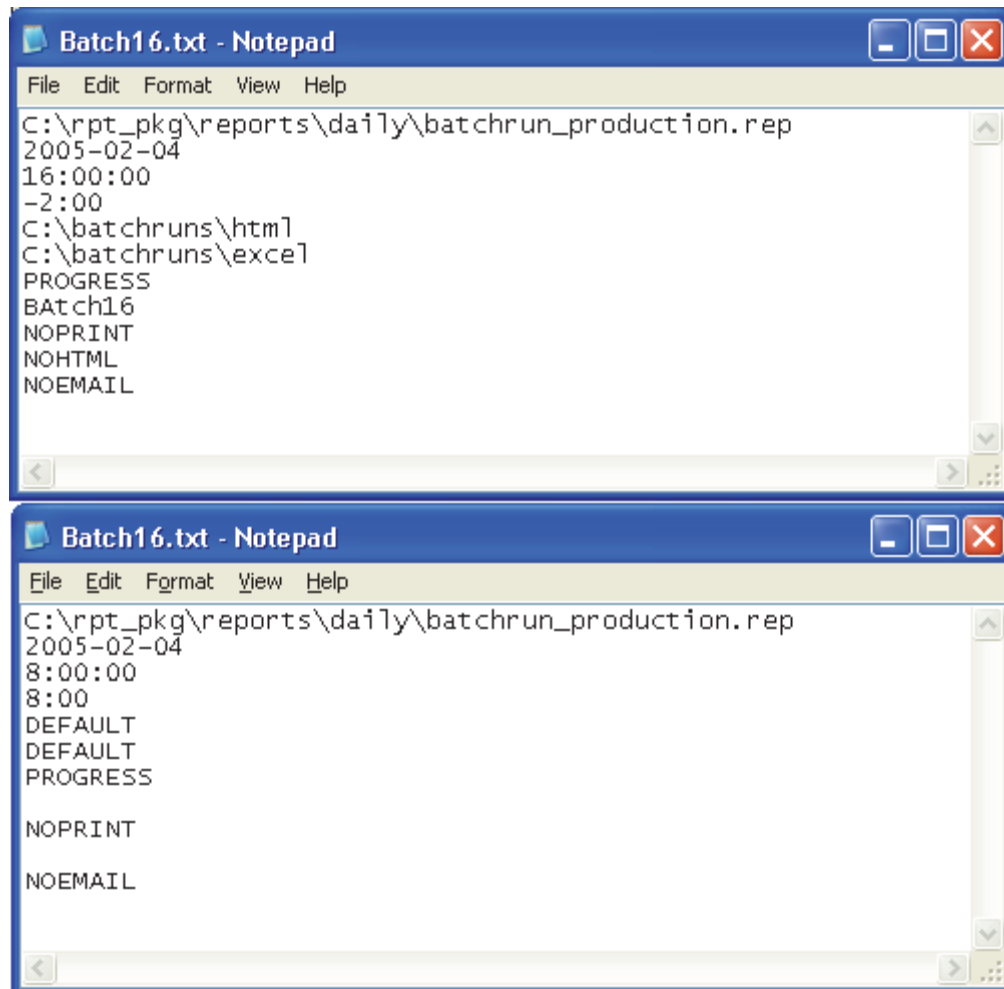 Batch16.txt - Notepad
File Edit Format View Help
C:\rpt_pkg\reports\daily\batchrun_production.rep
2005-02-04
16:00:00
-2:00
C:\batchruns\html
C:\batchruns\excel
PROGRESS
BAtch16
NOPRINT
NOHTML
NOEMAIL
Batch16.txt - Notepad
File Edit Format View Help
C:\rpt_pkg\reports\daily\batchrun_production.rep
2005-02-04
8:00:00
8:00
DEFAULT
DEFAULT
PROGRESS
NOPRINT
NOEMAIL